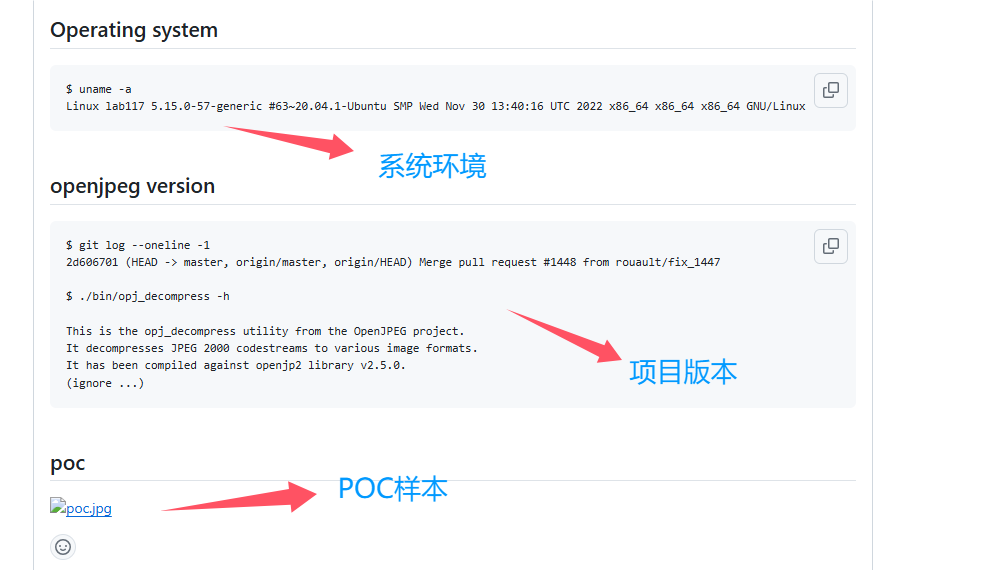 Operating system
$ uname -a
Linux lab117 5.15.0-57-generic #63~20.04.1-Ubuntu SMP Wed Nov 30 13:40:16 UTC 2022 x86_64 x86_64 x86_64 GNU/Linux
系统环境
openjpeg version
$ git log --oneline -1
2d606701 (HEAD -> master, origin/master, origin/HEAD) Merge pull request #1448 from rouault/fix_1447
$ ./bin/opj_decompress -h
This is the opj_decompress utility from the OpenJPEG project.
It decompresses JPEG 2000 codestreams to various image formats.
It has been compiled against openjp2 library v2.5.0.
(ignore ...)
项目版本
poc
POC样本
poc.jpg